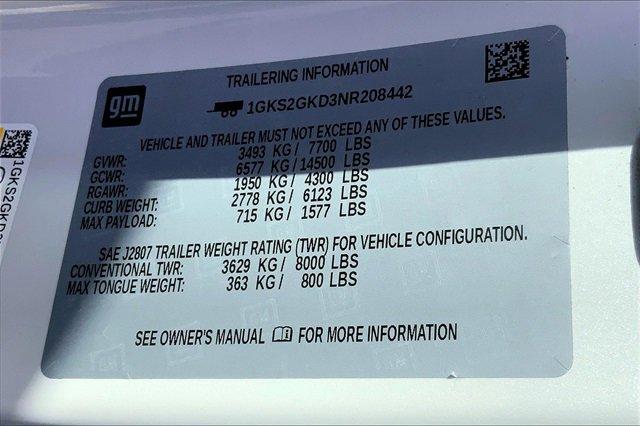 TRAILERING INFORMATION
gm
1GKS2GKD3NR208442
VEHICLE AND TRAILER MUST NOT EXCEED ANY OF THESE VALUES.
GVWR: 3493 KG / 7700 LBS
GCWR: 6577 KG / 14500 LBS
RGAWR: 1950 KG / 4300 LBS
CURB WEIGHT: 2778 KG / 6123 LBS
MAX PAYLOAD: 715 KG / 1577 LBS
SAE J2807 TRAILER WEIGHT RATING (TWR) FOR VEHICLE CONFIGURATION.
CONVENTIONAL TWR: 3629 KG / 8000 LBS
MAX TONGUE WEIGHT: 363 KG / 800 LBS
SEE OWNER'S MANUAL FOR MORE INFORMATION